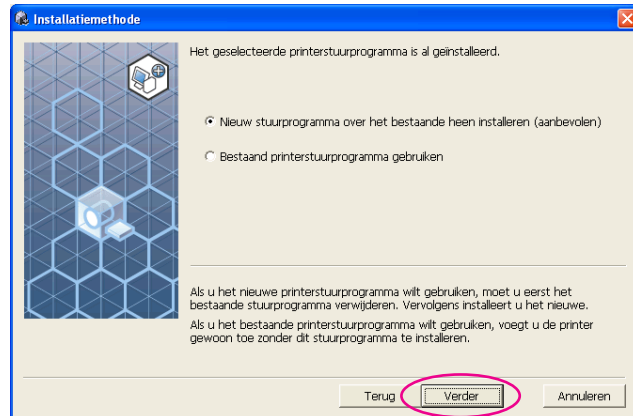 Installatiemethode
Het geselecteerde printerstuurprogramma is al geïnstalleerd.
Nieuw stuurprogramma over het bestaande heen installeren (aanbevolen)
Bestaand printerstuurprogramma gebruiken
Als u het nieuwe printerstuurprogramma wilt gebruiken, moet u eerst het
bestaande stuurprogramma verwijderen. Vervolgens installeert u het nieuwe.
Als u het bestaande printerstuurprogramma wilt gebruiken, voegt u de printer
gewoon toe zonder dit stuurprogramma te installeren.
Terug Verder Annuleren